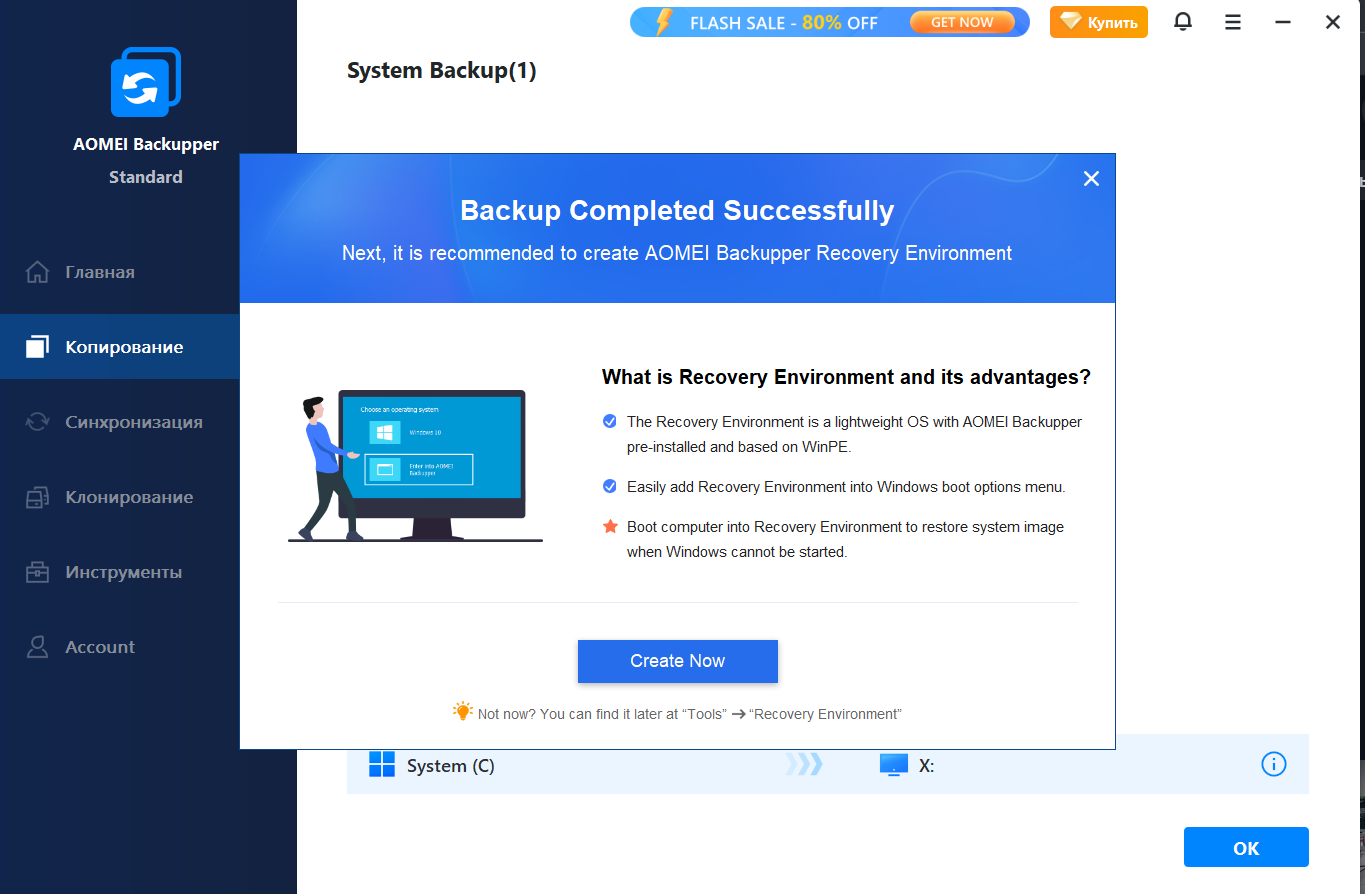 FLASH SALE - 80% OFF
GET NOW
Купить
System Backup(1)
AOMEI Backupper
Standard
Главная
Копирование
Синхронизация
Клонирование
Инструменты
Account
Backup Completed Successfully
Next, it is recommended to create AOMEI Backupper Recovery Environment
Choose an operating system
Windows 10
Enter into AOMEI
Backupper
What is Recovery Environment and its advantages?
The Recovery Environment is a lightweight OS with AOMEI Backupper
pre-installed and based on WinPE.
Easily add Recovery Environment into Windows boot options menu.
Boot computer into Recovery Environment to restore system image
when Windows cannot be started.
Create Now
Not now? You can find it later at “Tools” → “Recovery Environment”
System (C)
X:
OK